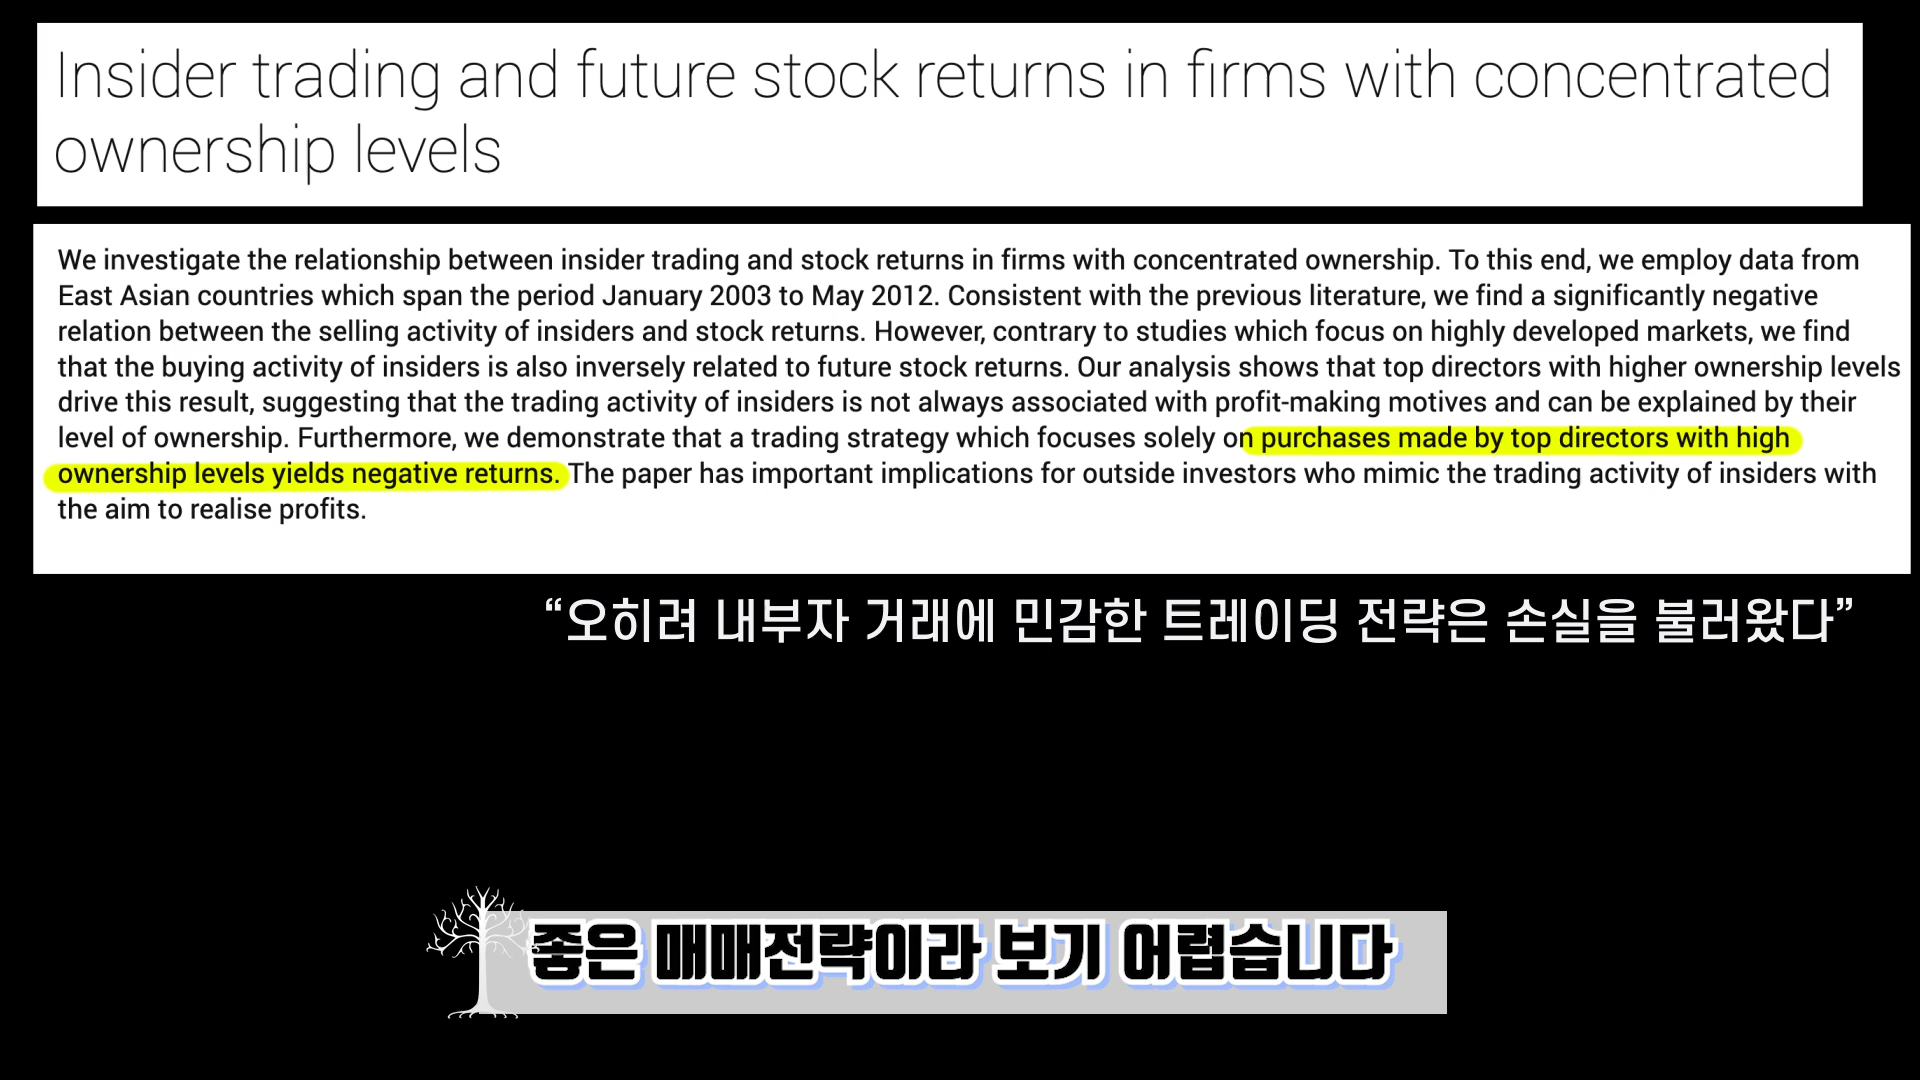 Insider trading and future stock returns in firms with concentrated
ownership levels
We investigate the relationship between insider trading and stock returns in firms with concentrated ownership. To this end, we employ data from
East Asian countries which span the period January 2003 to May 2012. Consistent with the previous literature, we find a significantly negative
relation between the selling activity of insiders and stock returns. However, contrary to studies which focus on highly developed markets, we find
that the buying activity of insiders is also inversely related to future stock returns. Our analysis shows that top directors with higher ownership levels
drive this result, suggesting that the trading activity of insiders is not always associated with profit-making motives and can be explained by their
level of ownership. Furthermore, we demonstrate that a trading strategy which focuses solely on purchases made by top directors with high
ownership levels yields negative returns. The paper has important implications for outside investors who mimic the trading activity of insiders with
the aim to realise profits.
“오히려 내부자 거래에 민감한 트레이딩 전략은 손실을 불러왔다”
좋은 매매전략이라 보기 어렵습니다